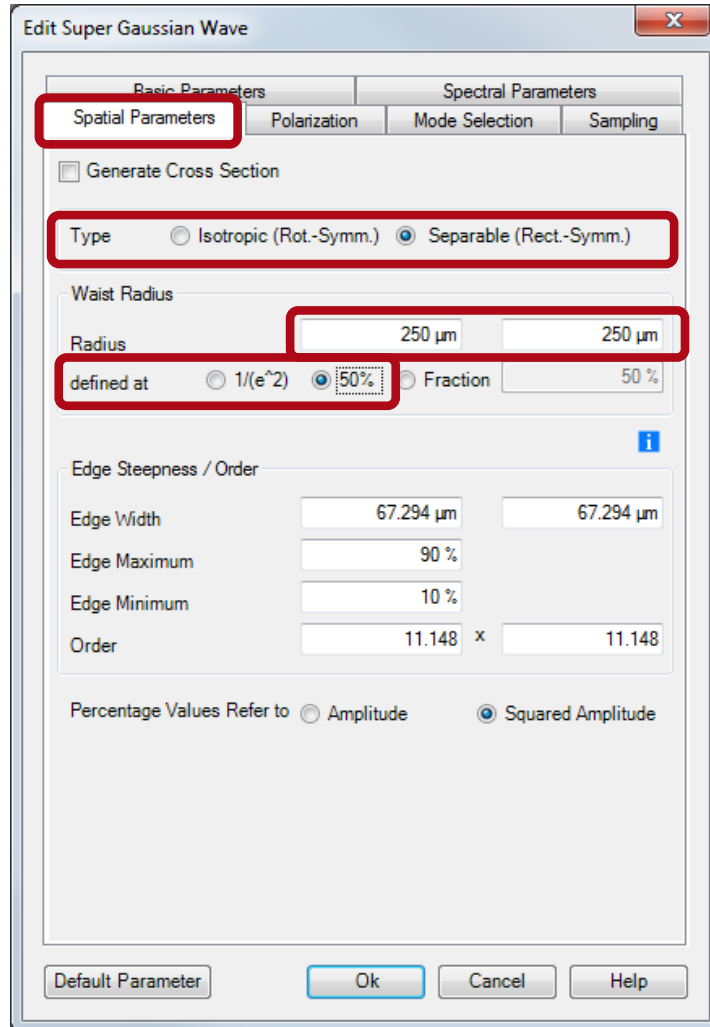 Edit Super Gaussian Wave
x
Basic Parameters Spectral Parameters
Spatial Parameters Polarization Mode Selection Sampling
Generate Cross Section
Type Isotropic (Rot.-Symm.) Separable (Rect.-Symm.)
Waist Radius
Radius 250 µm 250 µm
defined at 1/(e^2) 50% Fraction 50 %
i
Edge Steepness / Order
Edge Width 67.294 µm 67.294 µm
Edge Maximum 90 %
Edge Minimum 10 %
Order 11.148 x 11.148
Percentage Values Refer to Amplitude Squared Amplitude
Default Parameter Ok Cancel Help